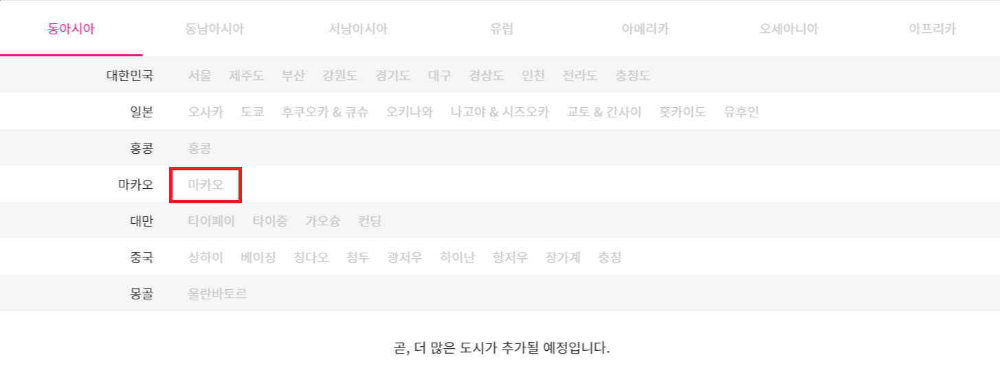 동아시아 동남아시아 서남아시아 유럽 아메리카 오세아니아 아프리카
대한민국 서울 제주도 부산 강원도 경기도 대구 경상도 인천 전라도 충청도
일본 오사카 도쿄 후쿠오카 & 큐슈 오키나와 나고야 & 시즈오카 교토 & 간사이 홋카이도 유후인
홍콩 홍콩
마카오 마카오
대만 타이페이 타이중 가오슝 컨딩
중국 상하이 베이징 칭다오 청두 광저우 하이난 항저우 장가계 충칭
몽골 울란바토르
곧, 더 많은 도시가 추가될 예정입니다.